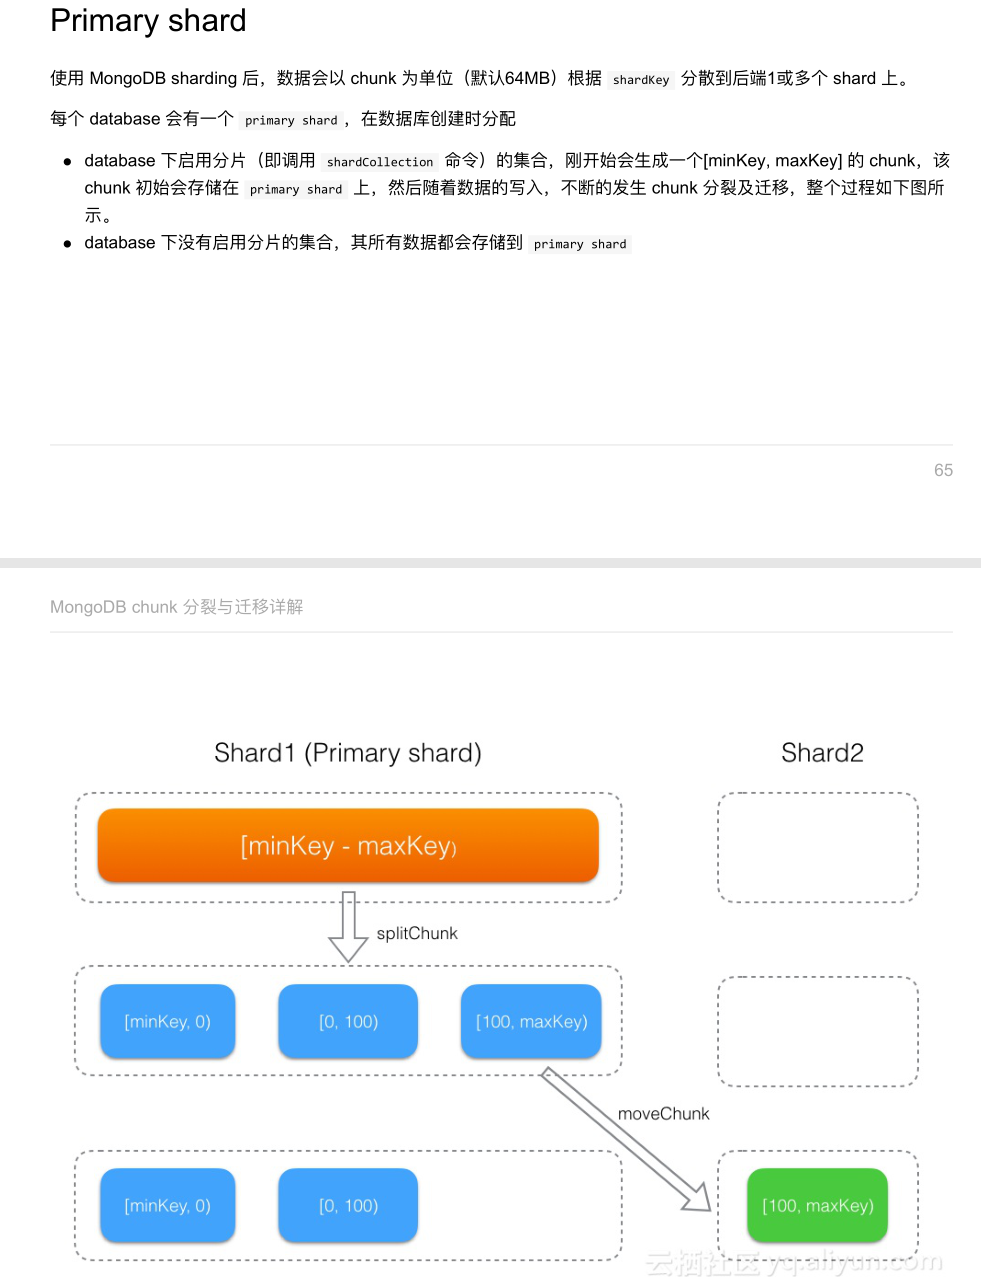 Primary shard
使用 MongoDB sharding 后，数据会以 chunk 为单位（默认64MB）根据 shardKey 分散到后端1或多个 shard 上。
每个 database 会有一个 primary shard ，在数据库创建时分配
• database 下启用分片（即调用 shardCollection 命令）的集合，刚开始会生成一个[minKey, maxKey] 的 chunk，该
chunk 初始会存储在 primary shard 上，然后随着数据的写入，不断的发生 chunk 分裂及迁移，整个过程如下图所
示。
• database 下没有启用分片的集合，其所有数据都会存储到 primary shard
65
MongoDB chunk 分裂与迁移详解
Shard1 (Primary shard) Shard2
[minKey - maxKey)
splitChunk
[minKey, 0) [0, 100) [100, maxKey)
moveChunk
[minKey, 0) [0, 100) [100, maxKey)
云栖社区 yq.aliyun.com